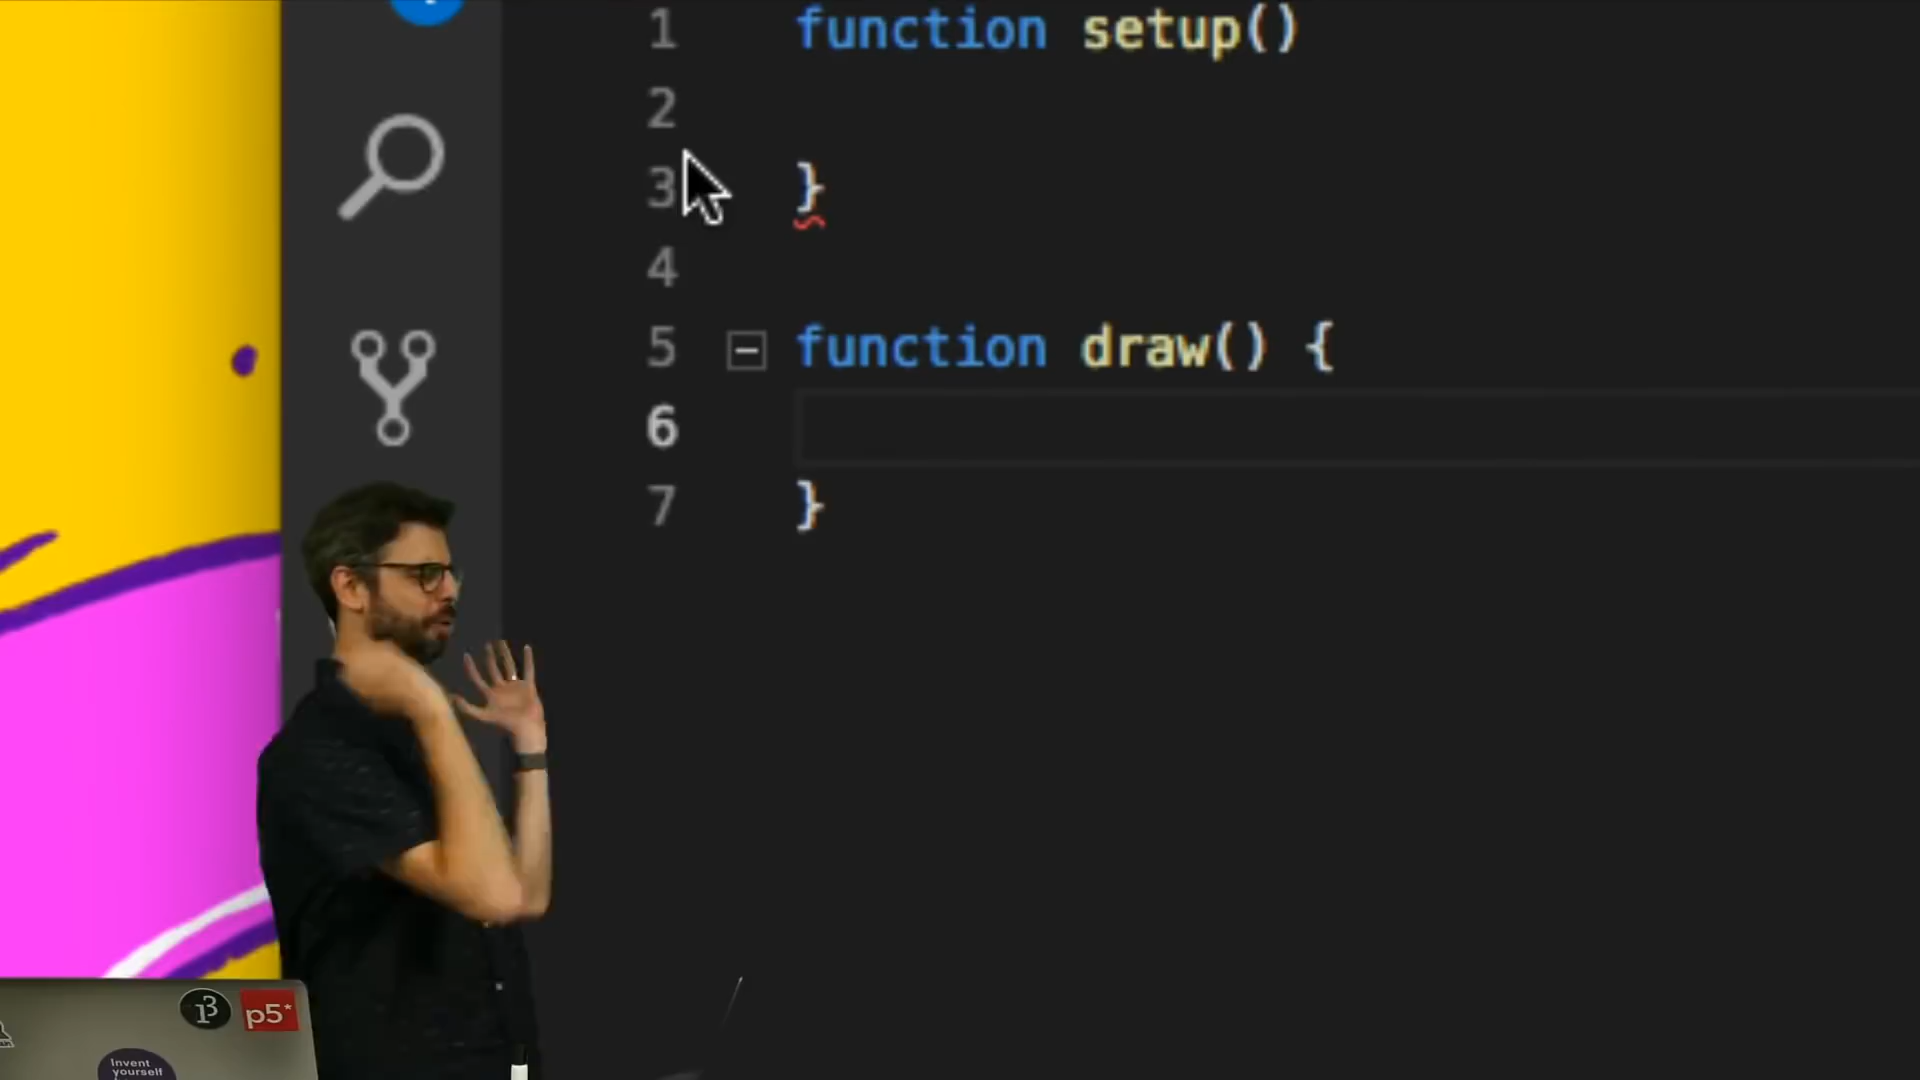 1 function setup()
2
3 }
4
5 function draw() {
6
7 }
p5*
Invent
yourself